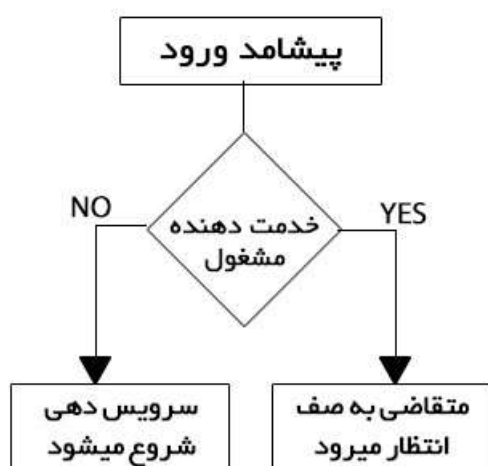 پیشامد ورود
NO
YES
خدمت دهنده
مشغول
سرویس دهی
شروع میشود
متقاضی به صف
انتظار میرود